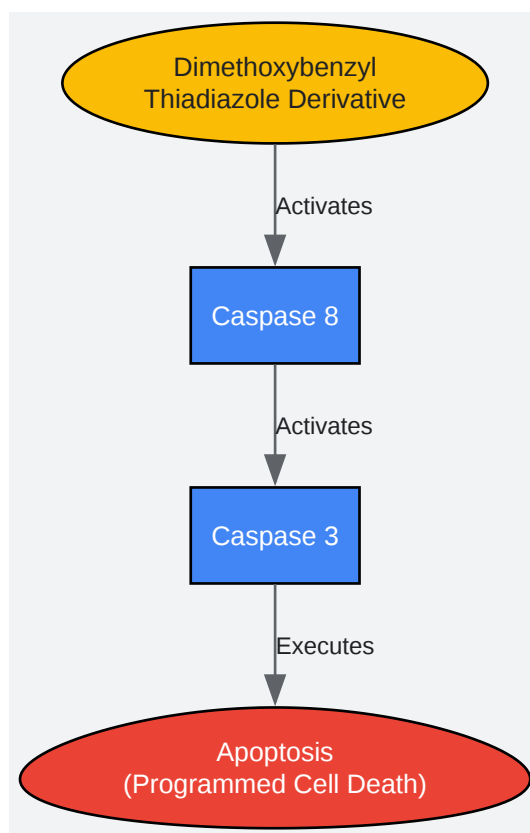 Dimethoxybenzyl
Thiadiazole Derivative
Activates
Caspase 8
Activates
Caspase 3
Executes
Apoptosis
(Programmed Cell Death)